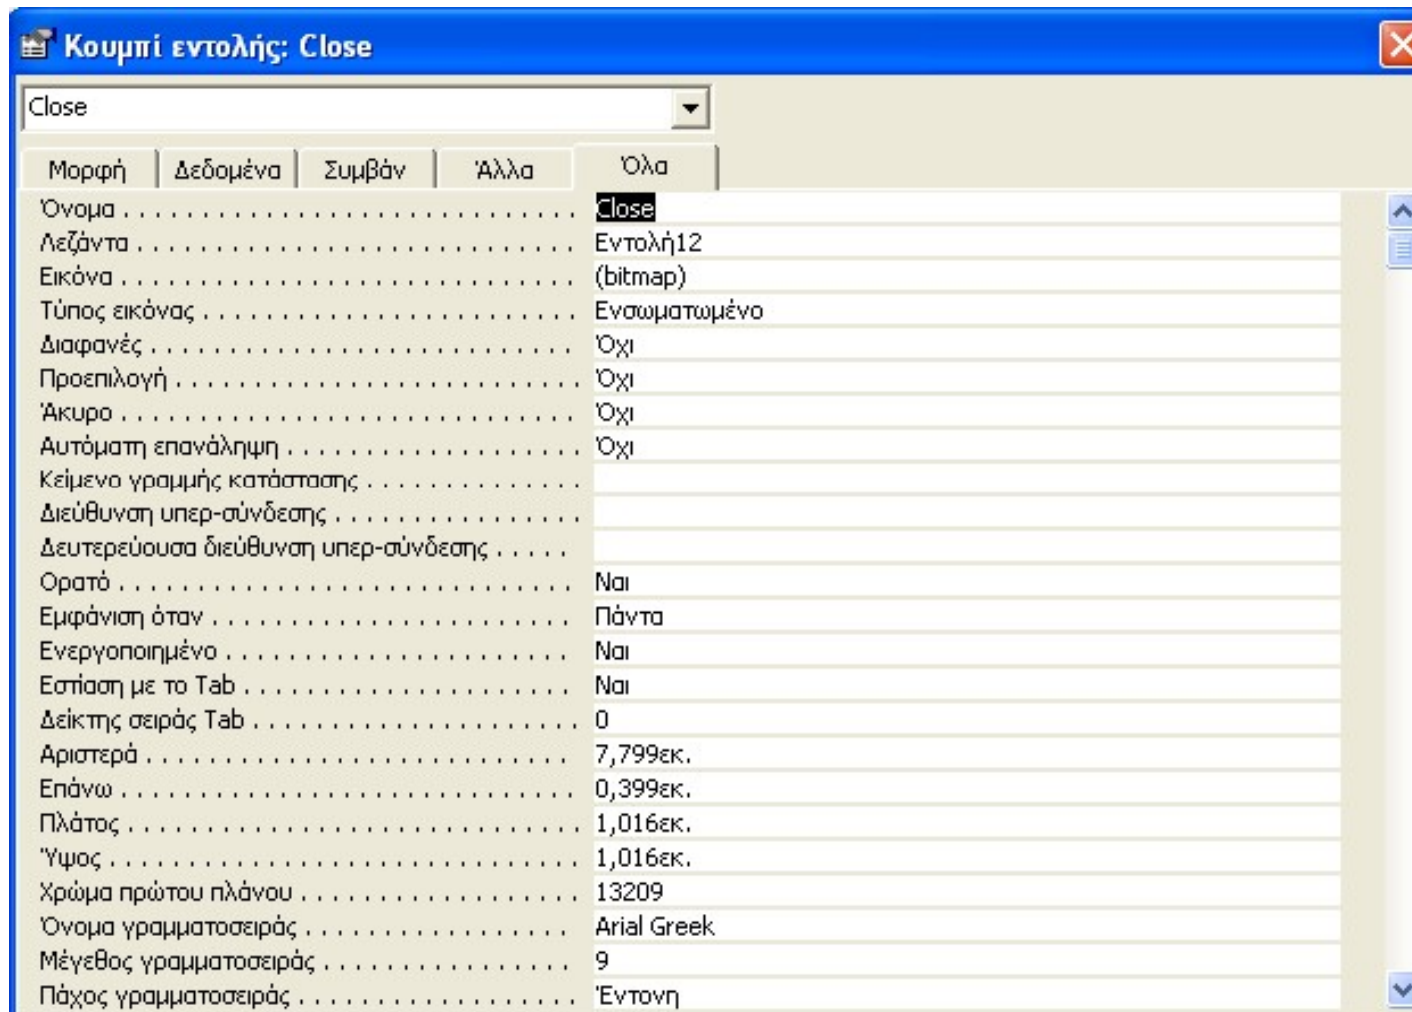 Κουμπί εντολής: Close
Close
Μορφή Δεδομένα Συμβάν Άλλα Όλα
Όνομα . . . . . . . . . . . . . . . . . . . . . . . . . . . . . Close
Λεζάντα . . . . . . . . . . . . . . . . . . . . . . . . . . . . Εντολή12
Εικόνα . . . . . . . . . . . . . . . . . . . . . . . . . . . . . (bitmap)
Τύπος εικόνας . . . . . . . . . . . . . . . . . . . . . . . . Ενσωματωμένο
Διαφανές . . . . . . . . . . . . . . . . . . . . . . . . . . . Όχι
Προεπιλογή . . . . . . . . . . . . . . . . . . . . . . . . . . Όχι
Άκυρο . . . . . . . . . . . . . . . . . . . . . . . . . . . . . Όχι
Αυτόματη επανάληψη . . . . . . . . . . . . . . . . . . . Όχι
Κείμενο γραμμής κατάστασης . . . . . . . . . . . . . .
Διεύθυνση υπερ-σύνδεσης . . . . . . . . . . . . . . . .
Δευτερεύουσα διεύθυνση υπερ-σύνδεσης . . . . .
Ορατό . . . . . . . . . . . . . . . . . . . . . . . . . . . . . Ναι
Εμφάνιση όταν . . . . . . . . . . . . . . . . . . . . . . . Πάντα
Ενεργοποιημένο . . . . . . . . . . . . . . . . . . . . . . Ναι
Εστίαση με το Tab . . . . . . . . . . . . . . . . . . . . . Ναι
Δείκτης σειράς Tab . . . . . . . . . . . . . . . . . . . . . 0
Αριστερά . . . . . . . . . . . . . . . . . . . . . . . . . . . 7,799εκ.
Επάνω . . . . . . . . . . . . . . . . . . . . . . . . . . . . . 0,399εκ.
Πλάτος . . . . . . . . . . . . . . . . . . . . . . . . . . . . . 1,016εκ.
Ύψος . . . . . . . . . . . . . . . . . . . . . . . . . . . . . . 1,016εκ.
Χρώμα πρώτου πλάνου . . . . . . . . . . . . . . . . . . 13209
Όνομα γραμματοσειράς . . . . . . . . . . . . . . . . . Arial Greek
Μέγεθος γραμματοσειράς . . . . . . . . . . . . . . . . 9
Πάχος γραμματοσειράς . . . . . . . . . . . . . . . . . . Έντονη